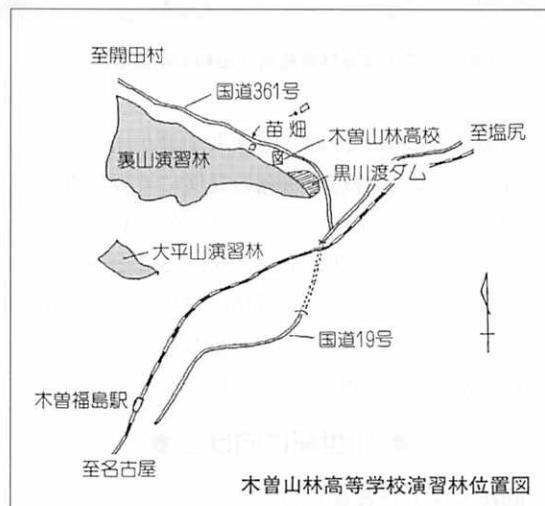 至開田村
国道361号
苗畑
木曽山林高校
至塩尻
裏山演習林
黒川渡ダム
大平山演習林
国道19号
木曽福島駅
至名古屋
木曽山林高等学校演習林位置図